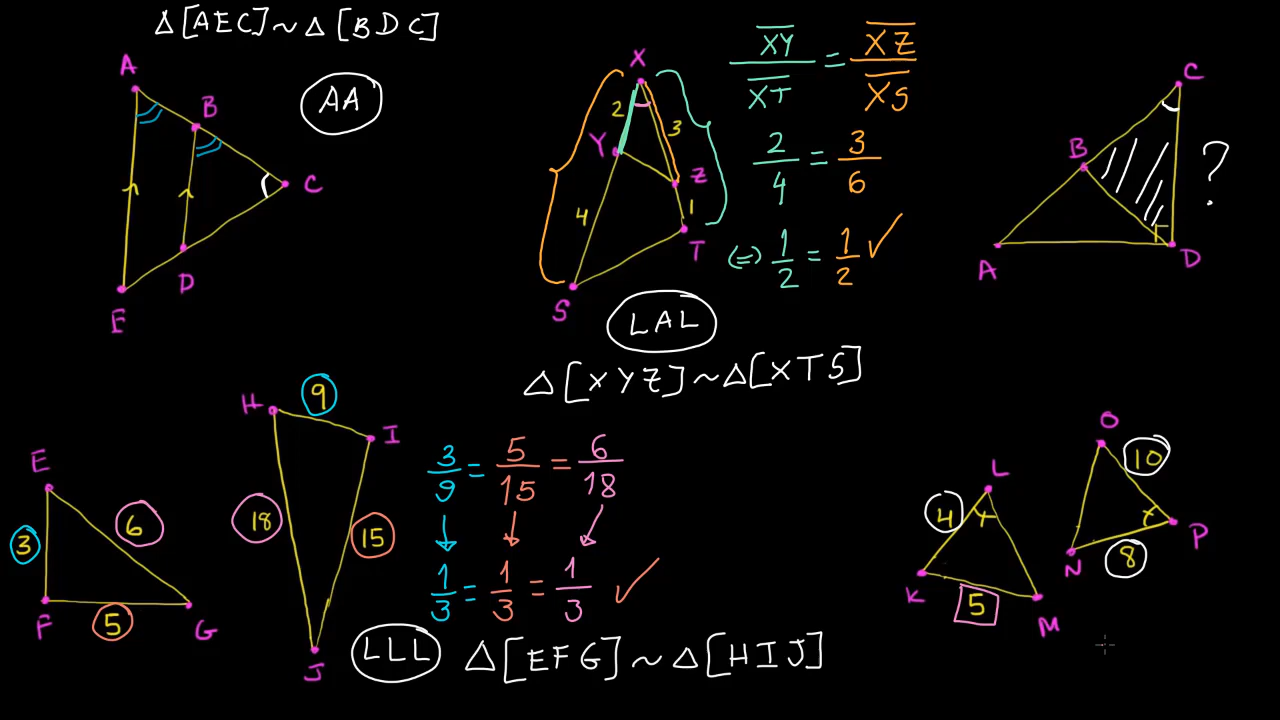 Δ[AEC]~Δ[BDC]
A
B
C
D
E
AA
X
2
3
Y
Z
4
1
T
S
XY/XT = XZ/XS
2/4 = 3/6
(=) 1/2 = 1/2 ✓
LAL
Δ[XYZ]~Δ[XTS]
C
B
?
A
D
E
3
6
F
5
G
H
9
I
18
15
J
3/9 = 5/15 = 6/18
1/3 = 1/3 = 1/3 ✓
LLL
Δ[EFG]~Δ[HIJ]
L
4
K
5
M
O
10
P
N
8